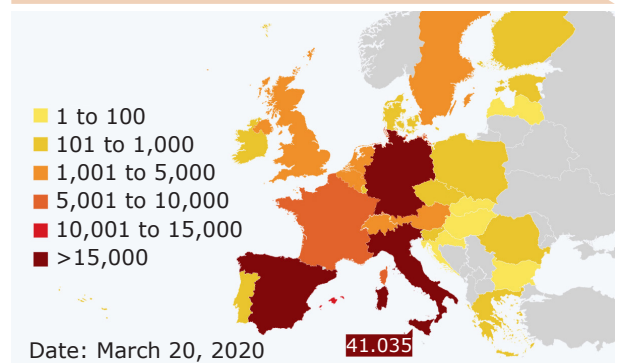 1 to 100
101 to 1,000
1,001 to 5,000
5,001 to 10,000
10,001 to 15,000
>15,000
Date: March 20, 2020
41.035